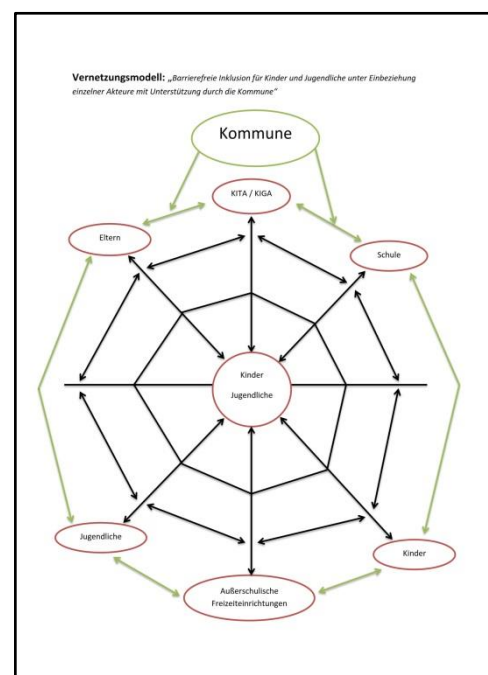 Vernetzungsmodell: „Barrierefreie Inklusion für Kinder und Jugendliche unter Einbeziehung
einzelner Akteure mit Unterstützung durch die Kommune“
Kommune
KITA / KIGA
Eltern
Schule
Kinder
Jugendliche
Jugendliche
Kinder
Außerschulische
Freizeiteinrichtungen